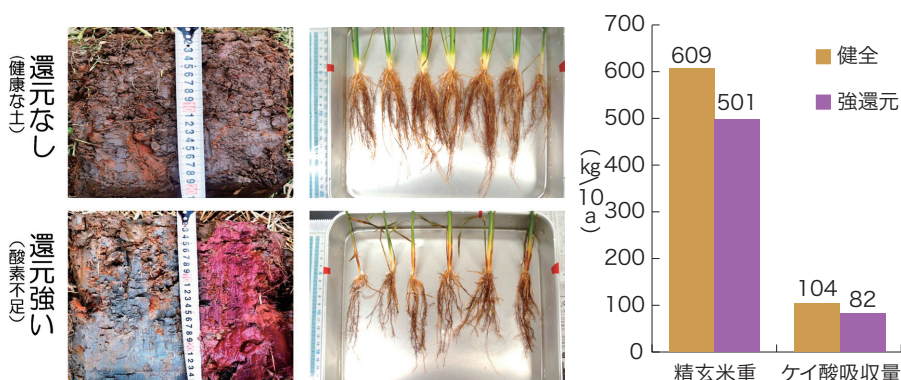 還元なし
(健康な土)
還元強い
(酸素不足)
700
600
500
400
300
200
100
0
(kg/10a)
609
501
104
82
健全
強還元
精玄米重
ケイ酸吸収量